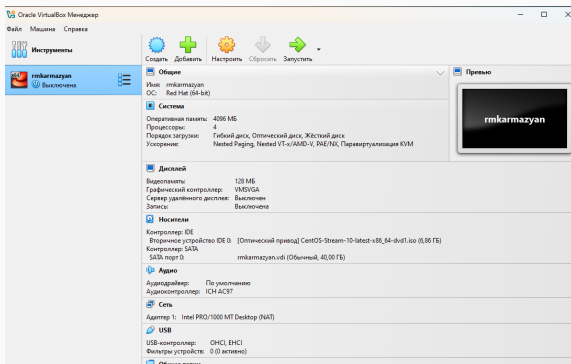 Oracle VirtualBox Менеджер
Файл Машина Справка
Инструменты
Создать Добавить Настроить Сбросить Запустить
rmkarmazyan
Выключена
Общие
Имя: rmkarmazyan
ОС: Red Hat (64-bit)
Система
Оперативная память: 4096 МБ
Процессоры: 4
Порядок загрузки: Гибкий диск, Оптический диск, Жёсткий диск
Ускорение: Nested Paging, Nested VT-x/AMD-V, PAE/NX, Паравиртуализация KVM
Превью
rmkarmazyan
Дисплей
Видеопамять: 128 МБ
Графический контроллер: VMSVGA
Сервер удалённого дисплея: Выключен
Запись: Выключена
Носители
Контроллер: IDE
Вторичное устройство IDE 0: [Оптический привод] CentOS-Stream-10-latest-x86_64-dvd1.iso (6,86 ГБ)
Контроллер: SATA
SATA порт 0: rmkarmazyan.vdi (Обычный, 40,00 ГБ)
Аудио
Аудиодрайвер: По умолчанию
Аудиоконтроллер: ICH AC97
Сеть
Адаптер 1: Intel PRO/1000 MT Desktop (NAT)
USB
USB-контроллер: OHCI, EHCI
Фильтры устройств: 0 (0 активно)